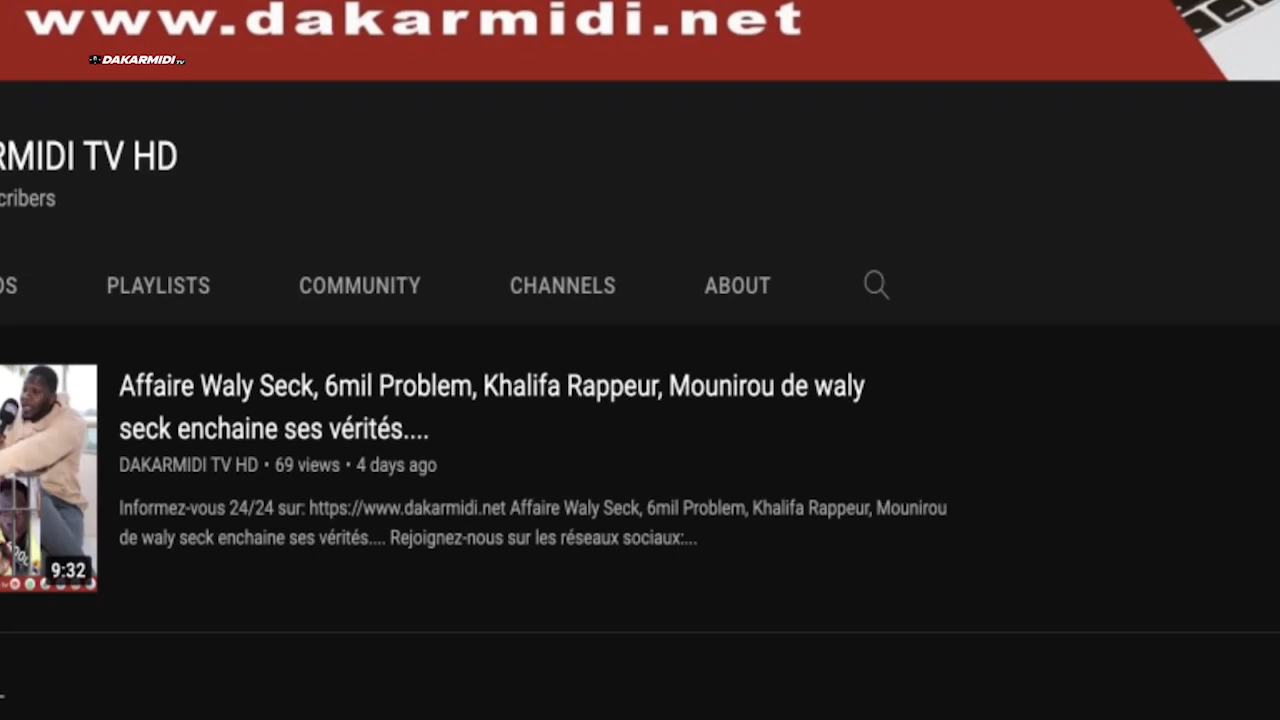 www.dakarmidi.net
DAKARMIDI TV
RMIDI TV HD
cribers
OS PLAYLISTS COMMUNITY CHANNELS ABOUT
Affaire Waly Seck, 6mil Problem, Khalifa Rappeur, Mounirou de waly
seck enchaine ses vérités....
DAKARMIDI TV HD • 69 views • 4 days ago
Informez-vous 24/24 sur: https://www.dakarmidi.net Affaire Waly Seck, 6mil Problem, Khalifa Rappeur, Mounirou
de waly seck enchaine ses vérités.... Rejoignez-nous sur les réseaux sociaux:...
9:32